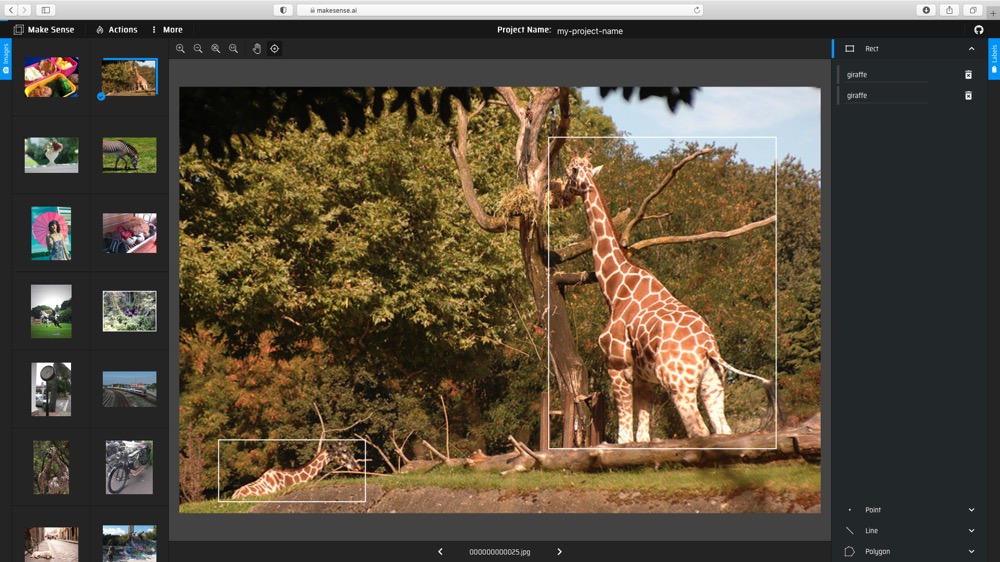 makesense.ai
Make Sense
Actions
More
Project Name: my-project-name
Images
Labels
Rect
giraffe
giraffe
Point
Line
Polygon
000000000025.jpg